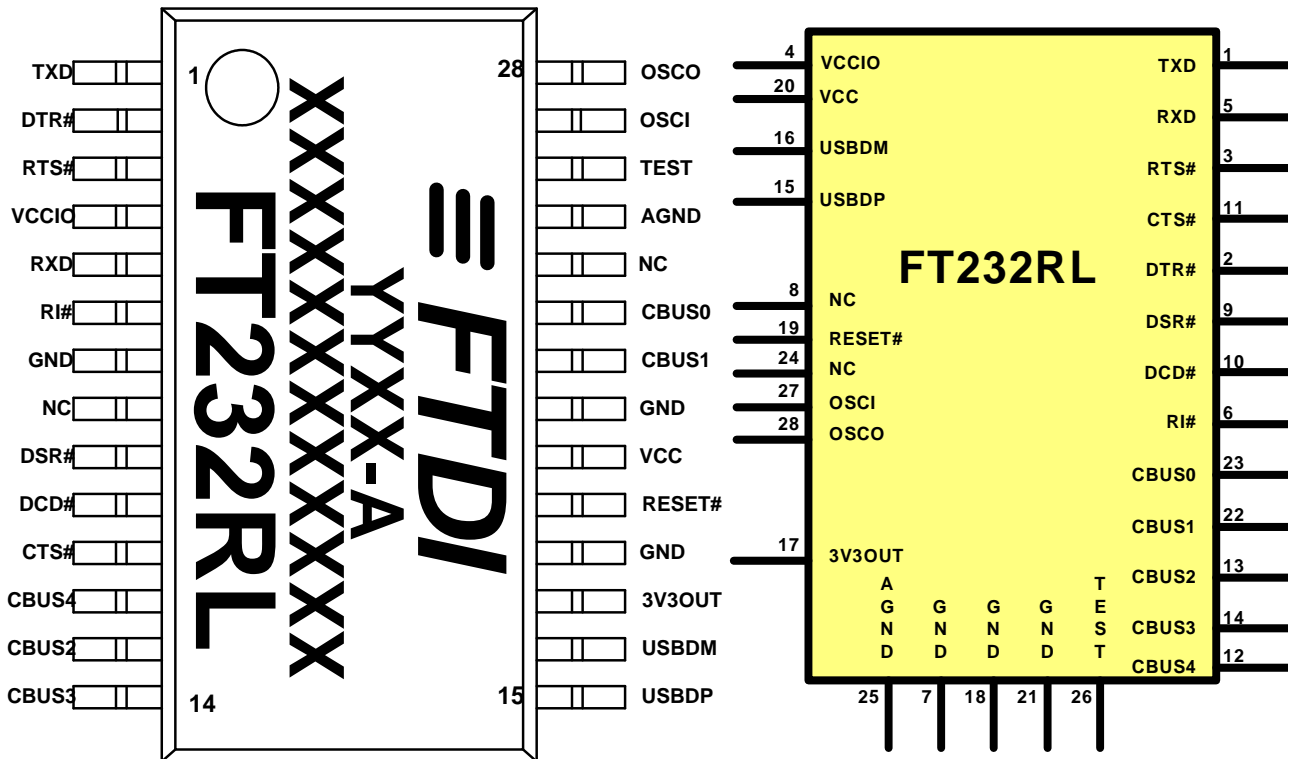 TXD
DTR#
RTS#
VCCIO
RXD
RI#
GND
NC
DSR#
DCD#
CTS#
CBUS4
CBUS2
CBUS3
1
28
14
15
FT232RL
XXXXXXXXXXXX
YYXX-A
FTDI
OSCO
OSCI
TEST
AGND
NC
CBUS0
CBUS1
GND
VCC
RESET#
GND
3V3OUT
USBDM
USBDP
4 VCCIO
20 VCC
16 USBDM
15 USBDP
8 NC
19 RESET#
24 NC
27 OSCI
28 OSCO
17 3V3OUT
FT232RL
TXD 1
RXD 5
RTS# 3
CTS# 11
DTR# 2
DSR# 9
DCD# 10
RI# 6
CBUS0 23
CBUS1 22
CBUS2 13
CBUS3 14
CBUS4 12
AGND 25
GND 7
GND 18
GND 21
TEST 26